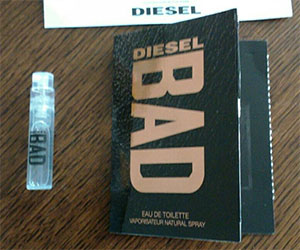 DIESEL
DIESEL
BAD
EAU DE TOILETTE
VAPORISATEUR NATURAL SPRAY
BAD